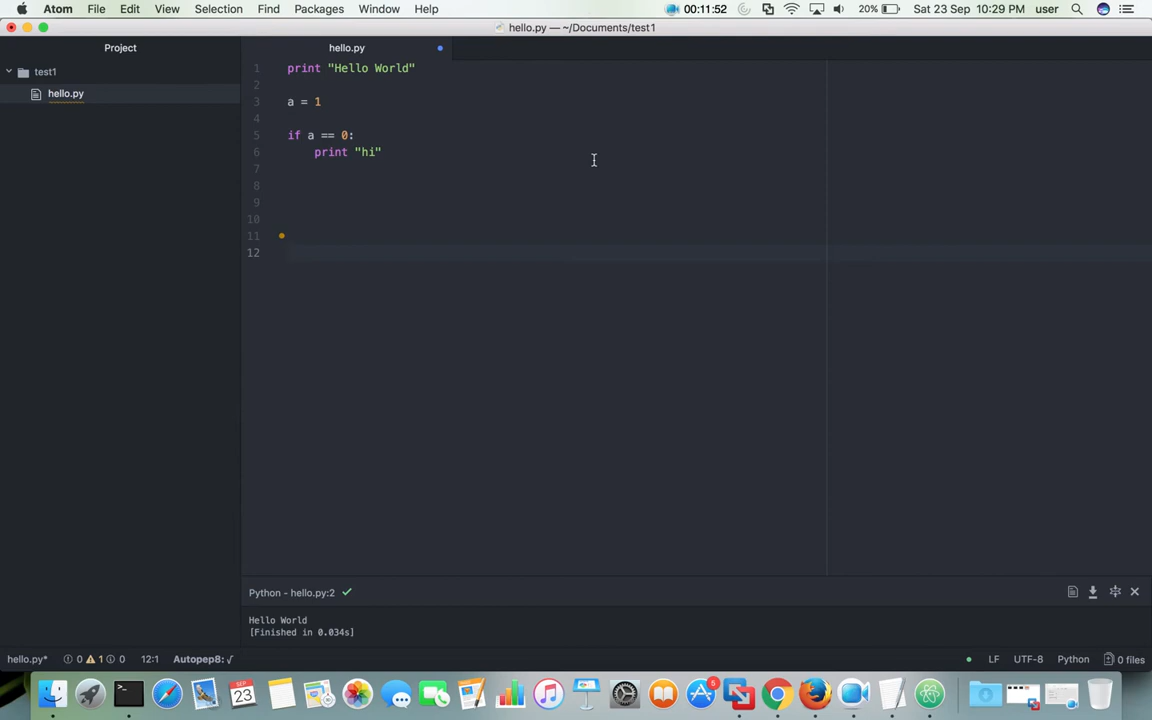 Atom File Edit View Selection Find Packages Window Help 00:11:52 20% Sat 23 Sep 10:29 PM user
hello.py — ~/Documents/test1
Project
hello.py
test1
hello.py
1 print "Hello World"
2
3 a = 1
4
5 if a == 0:
6 print "hi"
7
8
9
10
11
12
Python - hello.py:2
Hello World
[Finished in 0.034s]
hello.py* 0 1 0 12:1 Autopep8: √ LF UTF-8 Python 0 files
SEP
23
5